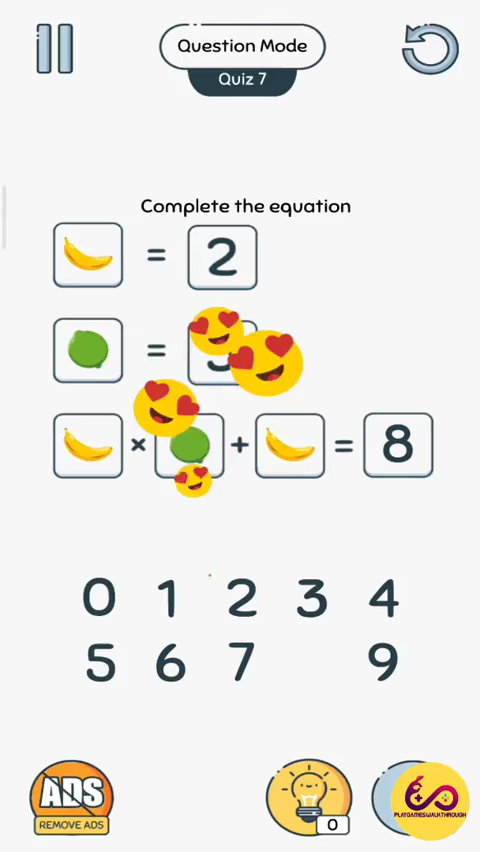 Question Mode
Quiz 7
Complete the equation
= 2
=
× + = 8
0 1 2 3 4
5 6 7 9
ADS
REMOVE ADS
0
PLAYGAMESWALKTHROUGH